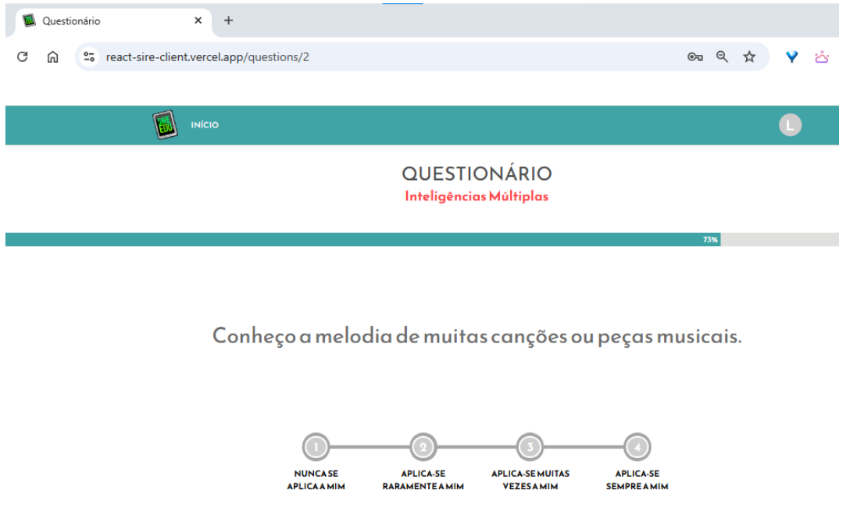 Questionário
react-sire-client.vercel.app/questions/2
SIRE
EDU
INÍCIO
L
QUESTIONÁRIO
Inteligências Múltiplas
73%
Conheço a melodia de muitas canções ou peças musicais.
1 2 3 4
NUNCA SE APLICA-SE APLICA-SE MUITAS APLICA-SE
APLICA A MIM RARAMENTE A MIM VEZES A MIM SEMPRE A MIM